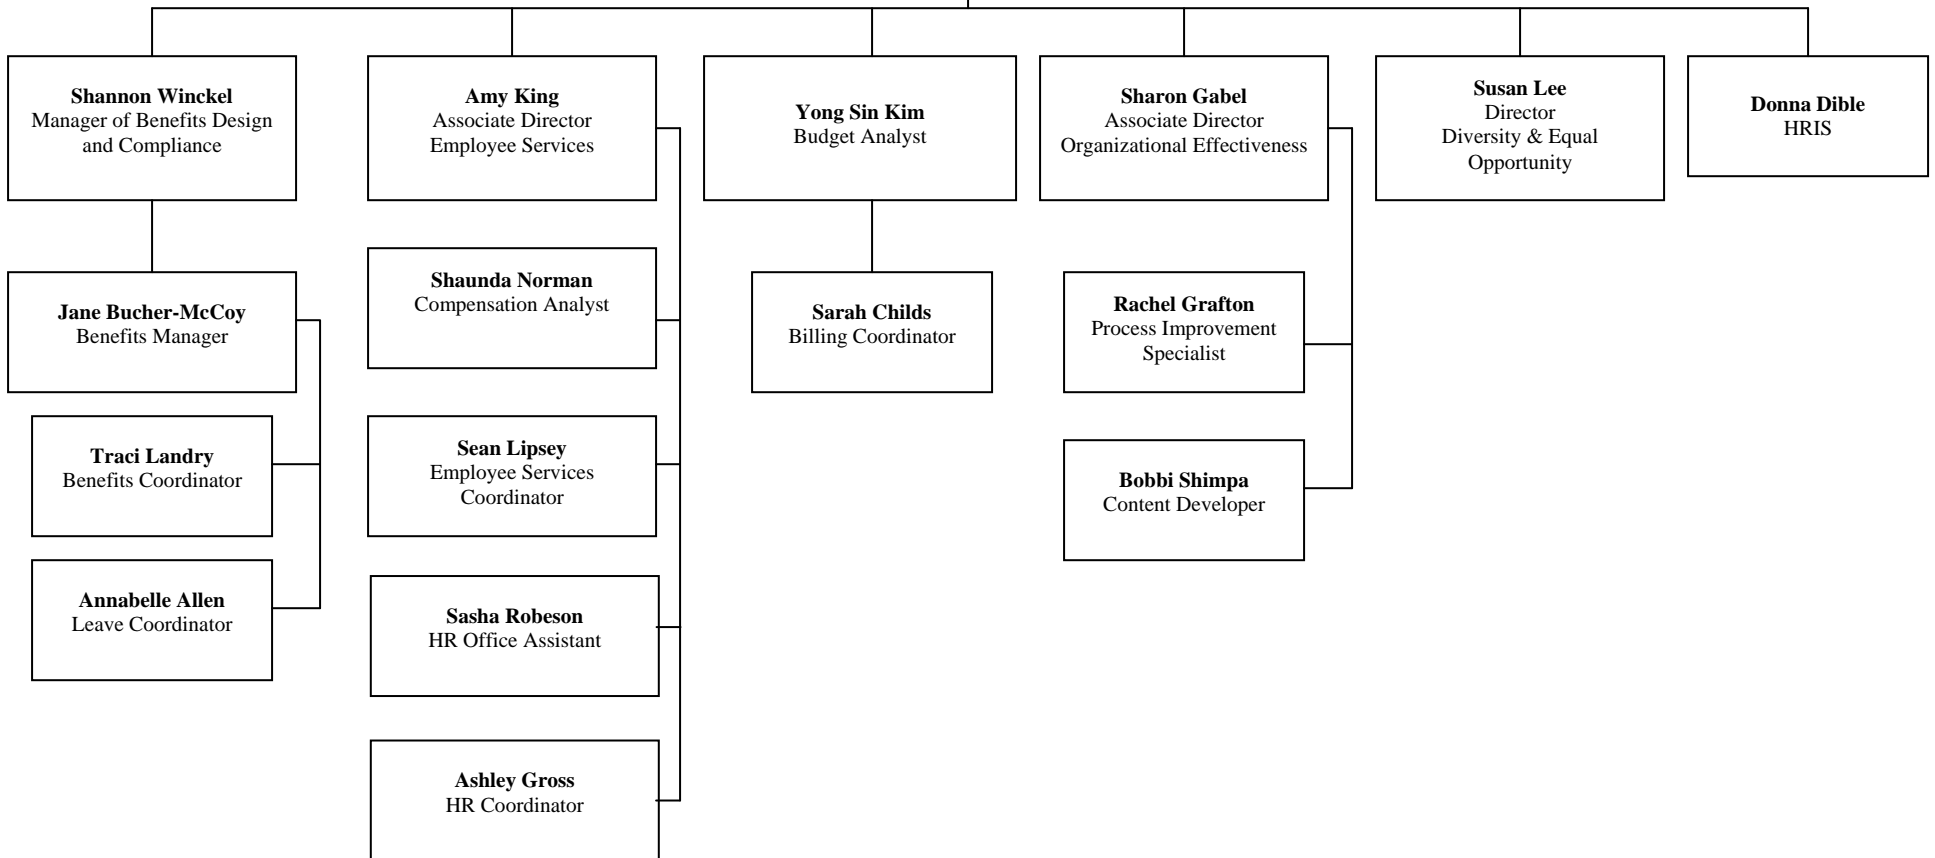 Shannon Winckel
Manager of Benefits Design
and Compliance
Amy King
Associate Director
Employee Services
Yong Sin Kim
Budget Analyst
Sharon Gabel
Associate Director
Organizational Effectiveness
Susan Lee
Director
Diversity & Equal
Opportunity
Donna Dible
HRIS
Jane Bucher-McCoy
Benefits Manager
Traci Landry
Benefits Coordinator
Annabelle Allen
Leave Coordinator
Shaunda Norman
Compensation Analyst
Sean Lipsey
Employee Services
Coordinator
Sasha Robeson
HR Office Assistant
Ashley Gross
HR Coordinator
Sarah Childs
Billing Coordinator
Rachel Grafton
Process Improvement
Specialist
Bobbi Shimpa
Content Developer